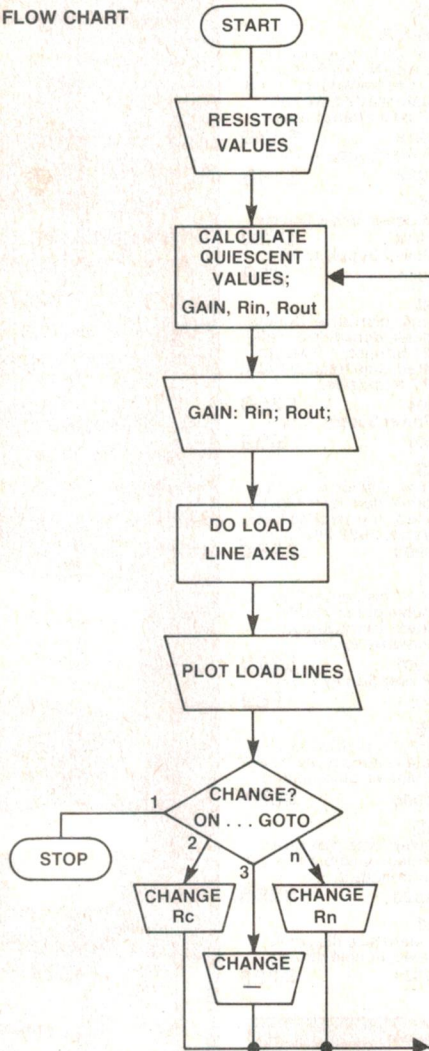 FLOW CHART
START
RESISTOR
VALUES
CALCULATE
QUIESCENT
VALUES;
GAIN, Rin, Rout
GAIN: Rin; Rout;
DO LOAD
LINE AXES
PLOT LOAD LINES
CHANGE?
ON . . . GOTO
1
2
3
n
STOP
CHANGE
Rc
CHANGE
Rn
CHANGE
—